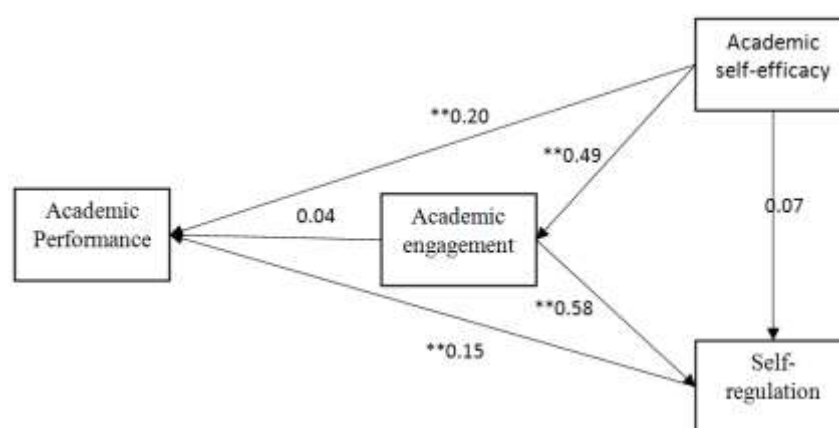 Academic
self-efficacy
**0.20
**0.49
Academic
Performance
0.04
Academic
engagement
0.07
**0.58
**0.15
Self-
regulation